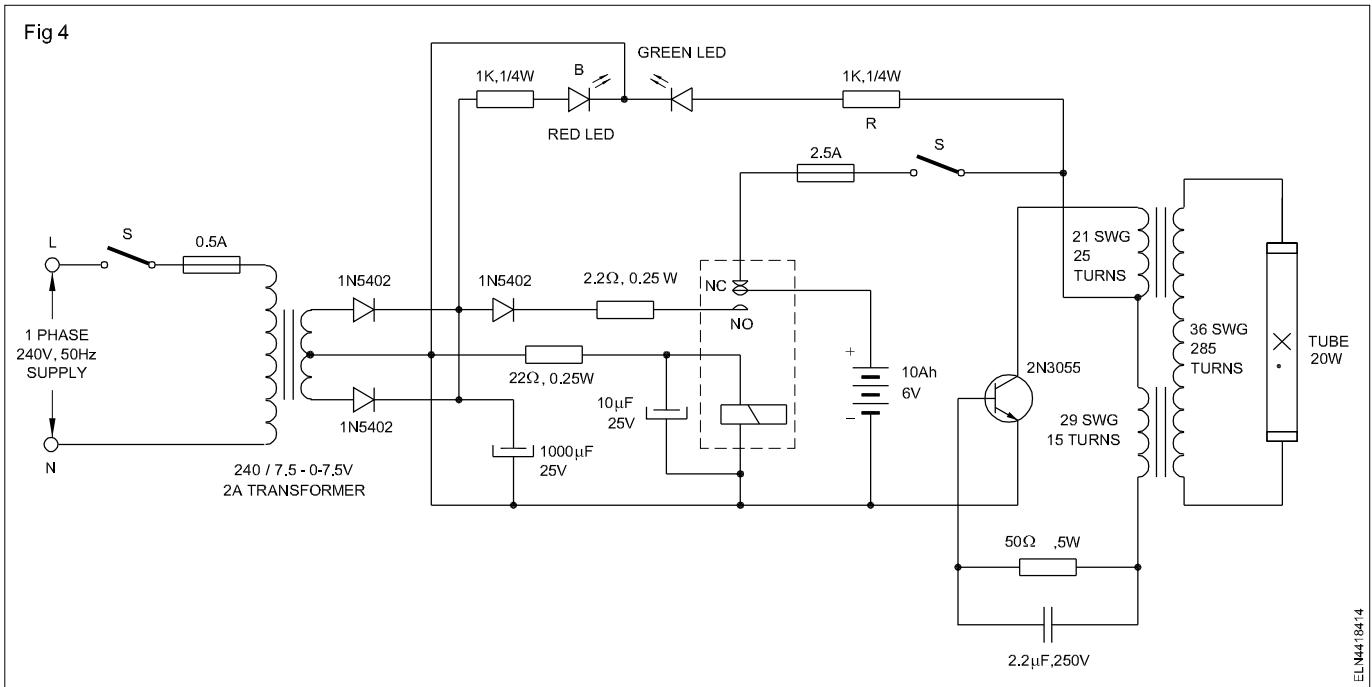 Fig 4
GREEN LED
1K,1/4W
B
1K,1/4W
RED LED
R
2.5A
S
L
S
0.5A
21 SWG
25
TURNS
1N5402
1N5402
2.2Ω, 0.25 W
NC
NO
1 PHASE
240V, 50Hz
SUPPLY
36 SWG
285
TURNS
TUBE
20W
22Ω, 0.25W
+
10Ah
6V
−
2N3055
1N5402
10µF
25V
29 SWG
15 TURNS
N
1000µF
25V
240 / 7.5 - 0-7.5V
2A TRANSFORMER
50Ω ,5W
2.2µF,250V
ELN4418414